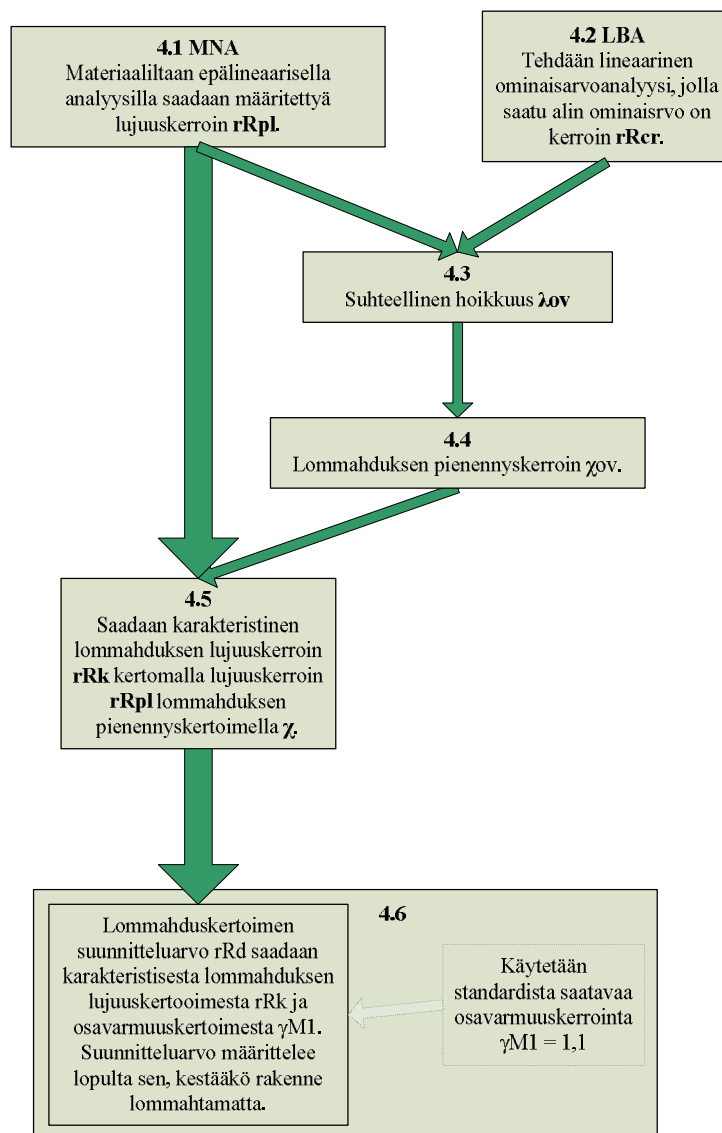 4.1 MNA
Materiaaliltaan epälineaarisella
analyysilla saadaan määritettyä
lujuuskerroin rRpl.
4.2 LBA
Tehdään lineaarinen
ominaisarvoanalyysi, jolla
saatu alin ominaisrvo on
kerroin rRcr.
4.3
Suhteellinen hoikkuus λov
4.4
Lommahduksen pienennyskerroin χov.
4.5
Saadaan karakteristinen
lommahduksen lujuuskerroin
rRk kertomalla lujuuskerroin
rRpl lommahduksen
pienennyskertoimella χ.
4.6
Lommahduskertoimen
suunnitteluarvo rRd saadaan
karakteristisesta lommahduksen
lujuuskertooimesta rRk ja
osavarmuuskertoimesta γM1.
Suunnitteluarvo määrittelee
lopulta sen, kestääkö rakenne
lommahtamatta.
Käytetään
standardista saatavaa
osavarmuuskerrointa
γM1 = 1,1